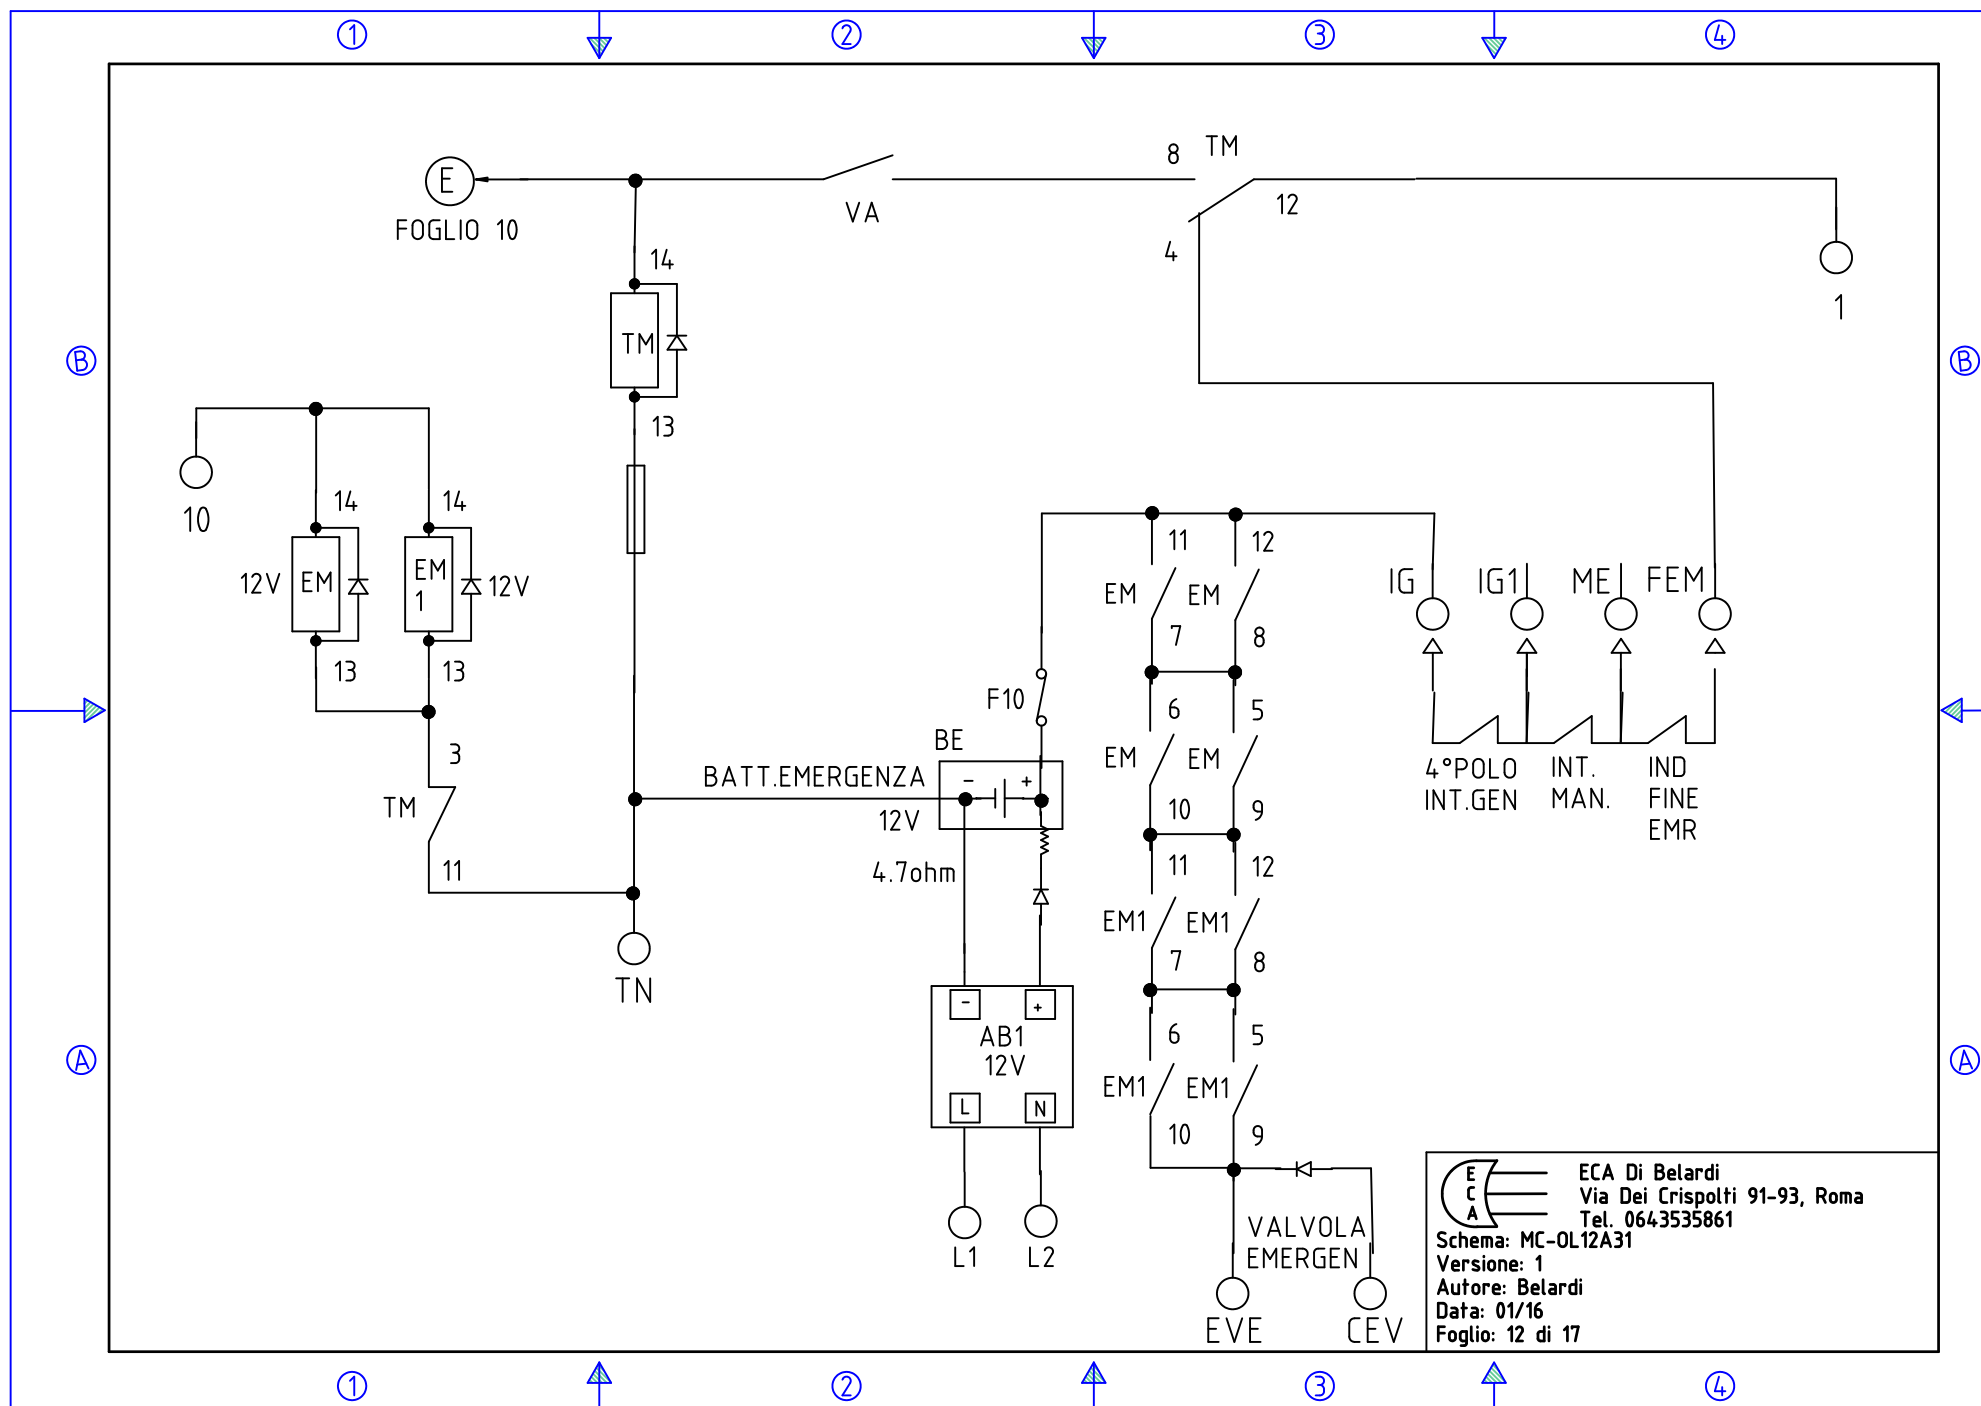 1
2
3
4
8 TM
E
VA
12
FOGLIO 10
4
14
1
TM
B
B
13
10
14
14
12V
EM
EM
1
12V
13
13
11
12
IG
IG1
ME
FEM
EM
EM
7
8
F10
6
5
3
BE
BATT.EMERGENZA
-
+
EM
EM
4°POLO
INT.GEN
INT.
MAN.
IND
FINE
EMR
TM
12V
10
9
11
4.7ohm
11
12
EM1
EM1
7
8
TN
-
+
AB1
12V
6
5
A
A
L
N
EM1
EM1
10
9
L1
L2
VALVOLA
EMERGEN
EVE
CEV
E
C
A
ECA Di Belardi
Via Dei Crispolti 91-93, Roma
Tel. 0643535861
Schema: MC-OL12A31
Versione: 1
Autore: Belardi
Data: 01/16
Foglio: 12 di 17
1
2
3
4